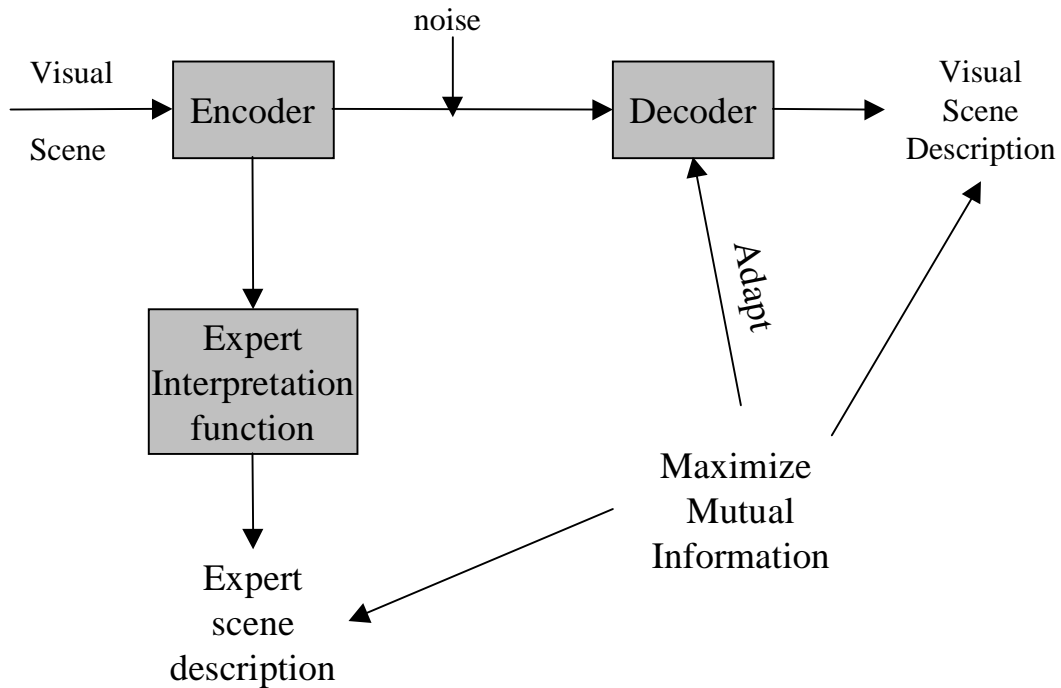 noise
Visual
Scene
Encoder
Decoder
Visual
Scene
Description
Adapt
Expert
Interpretation
function
Maximize
Mutual
Information
Expert
scene
description